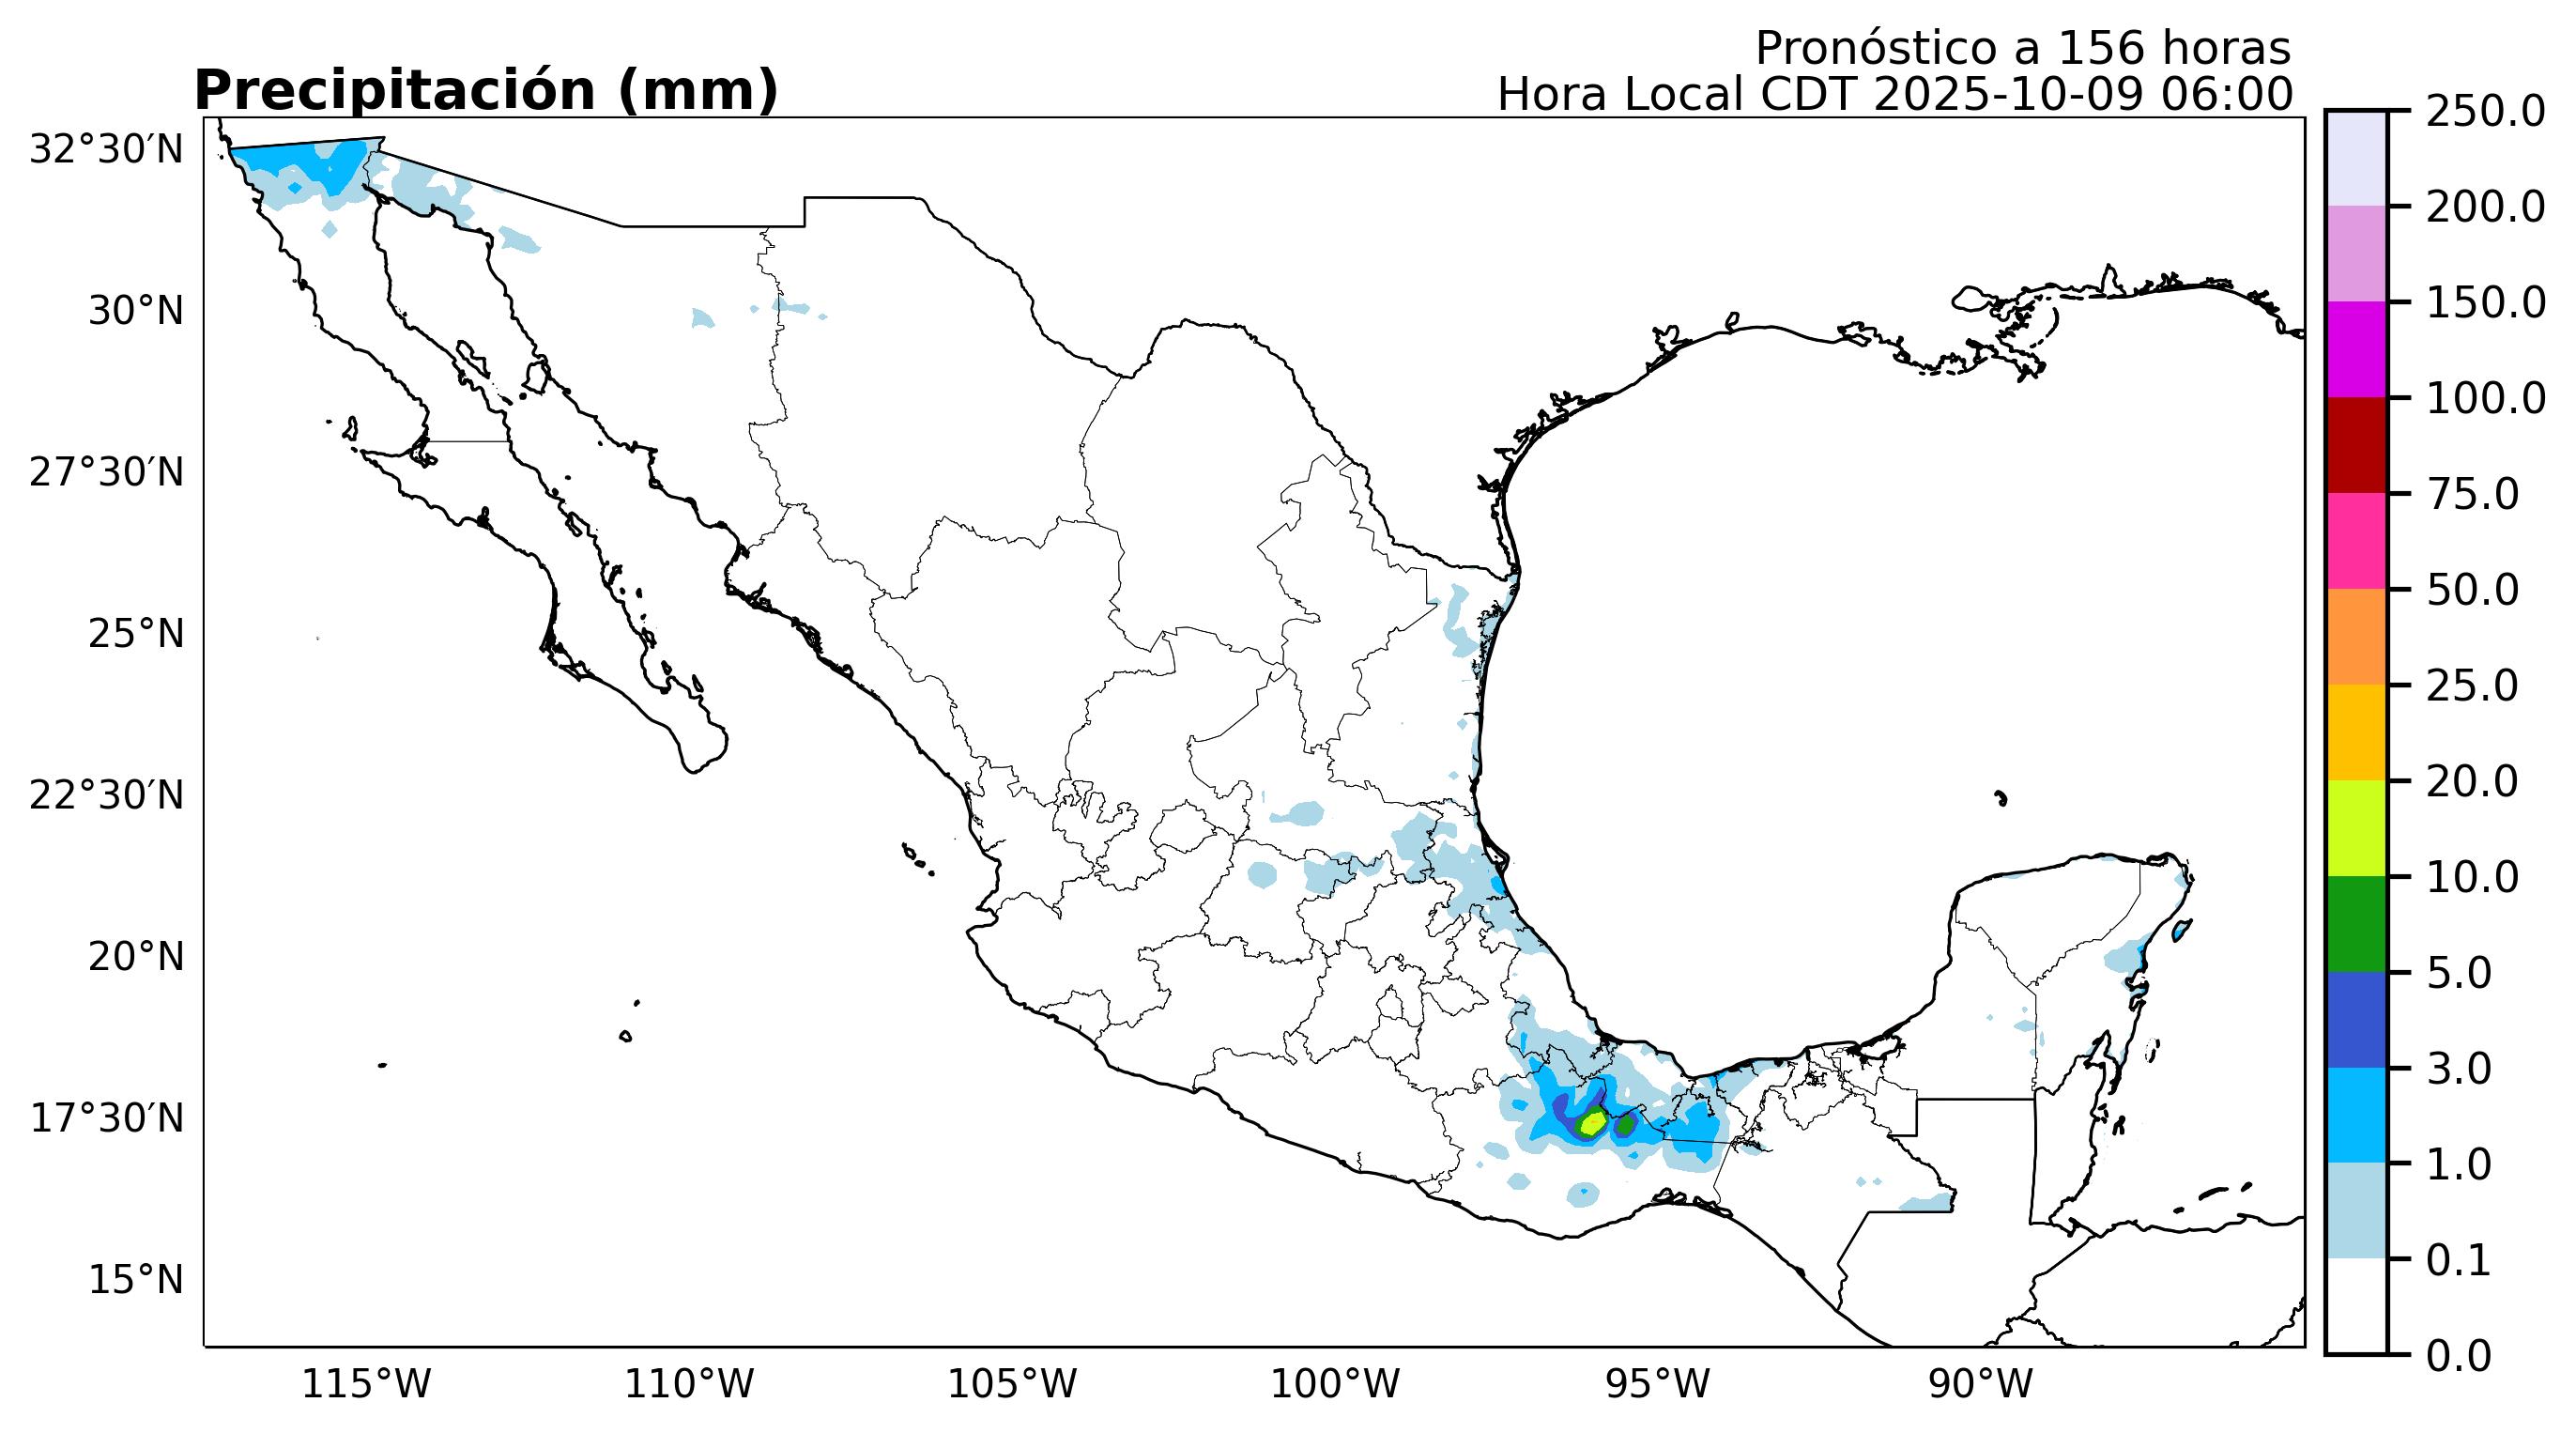 Pronóstico a 156 horas
Precipitación (mm)
Hora Local CDT 2025-10-09 06:00
32°30′N
30°N
27°30′N
25°N
22°30′N
20°N
17°30′N
15°N
115°W
110°W
105°W
100°W
95°W
90°W
250.0
200.0
150.0
100.0
75.0
50.0
25.0
20.0
10.0
5.0
3.0
1.0
0.1
0.0